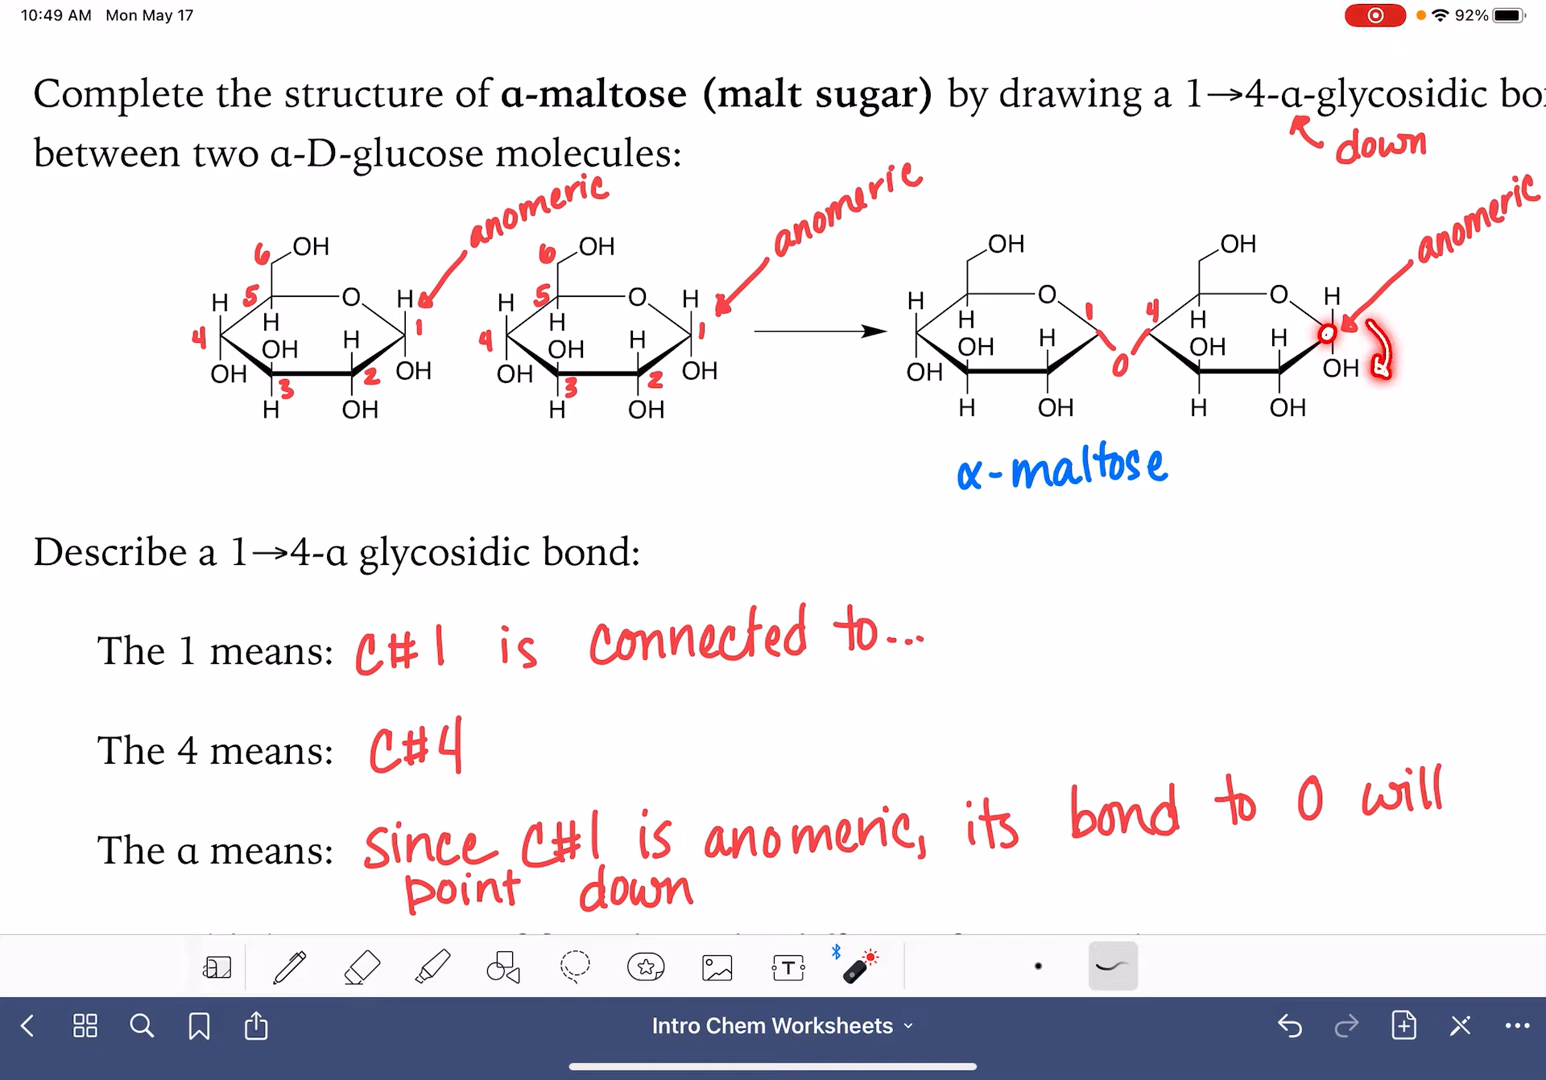 10:49 AM Mon May 17
92%
Complete the structure of α-maltose (malt sugar) by drawing a 1→4-α-glycosidic
down
between two α-D-glucose molecules:
anomeric
anomeric
anomeric
6 OH
6 OH
OH
OH
H 5 O H
H 5 O H
H O 1
4 O H
4 H OH H 1
4 H OH H 1
H OH H O
H OH H
OH 3 2 OH
OH 3 2 OH
OH
OH
H OH
H OH
H OH
H OH
α-maltose
Describe a 1→4-α glycosidic bond:
The 1 means: C#1 is connected to...
The 4 means: C#4
The α means: since C#1 is anomeric, its bond to O will
point down
T
Intro Chem Worksheets